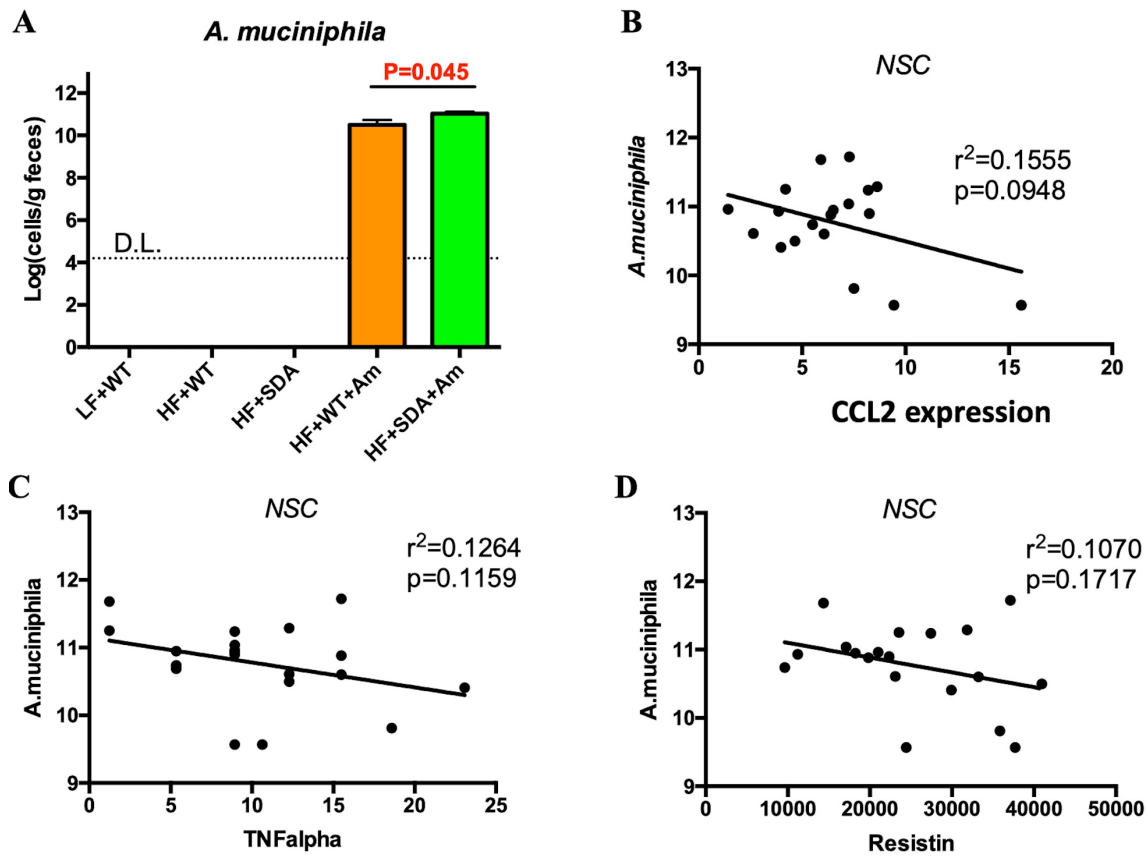 A
A. muciniphila
P=0.045
Log(cells/g feces)
12
10
8
6
4
2
0
D.L.
LF+WT
HF+WT
HF+SDA
HF+WT+Am
HF+SDA+Am
B
NSC
r²=0.1555
p=0.0948
A.muciniphila
13
12
11
10
9
0
5
10
15
20
CCL2 expression
C
NSC
r²=0.1264
p=0.1159
A.muciniphila
13
12
11
10
9
0
5
10
15
20
25
TNFalpha
D
NSC
r²=0.1070
p=0.1717
A.muciniphila
13
12
11
10
9
0
10000
20000
30000
40000
50000
Resistin